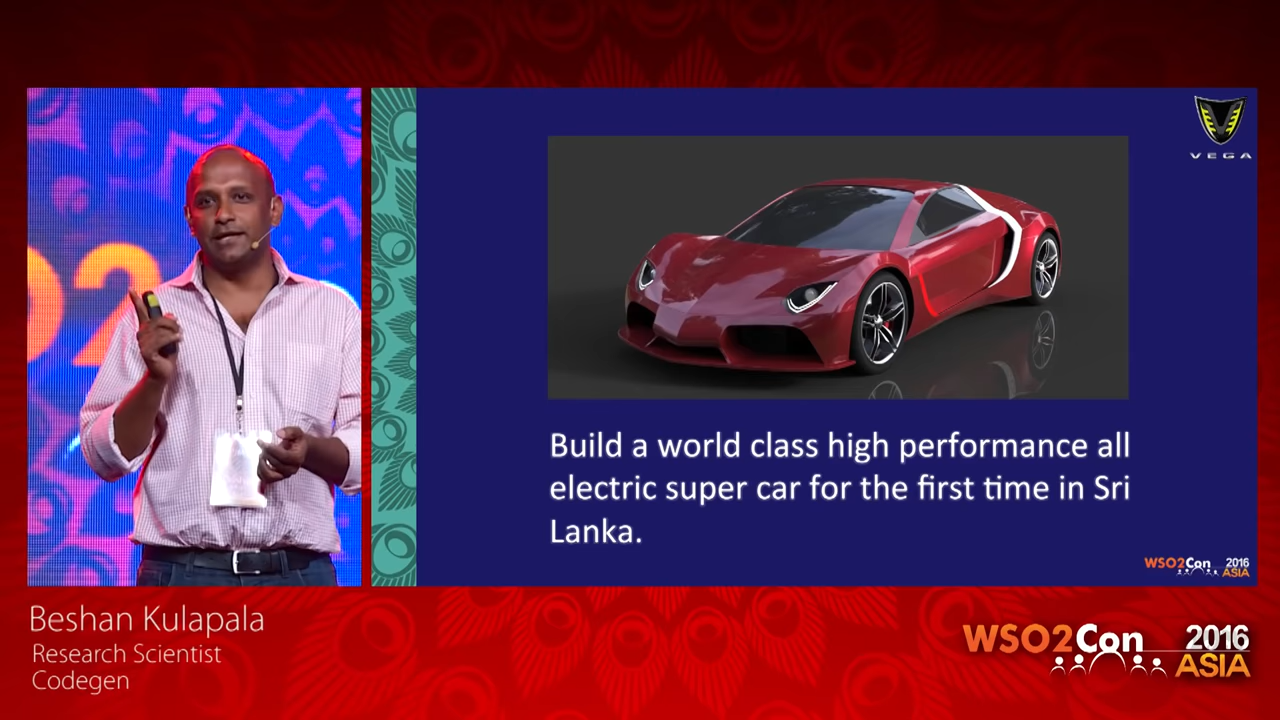 O2
VEGA
Build a world class high performance all
electric super car for the first time in Sri
Lanka.
WSO2Con 2016
ASIA
Beshan Kulapala
Research Scientist
Codegen
WSO2Con 2016
ASIA